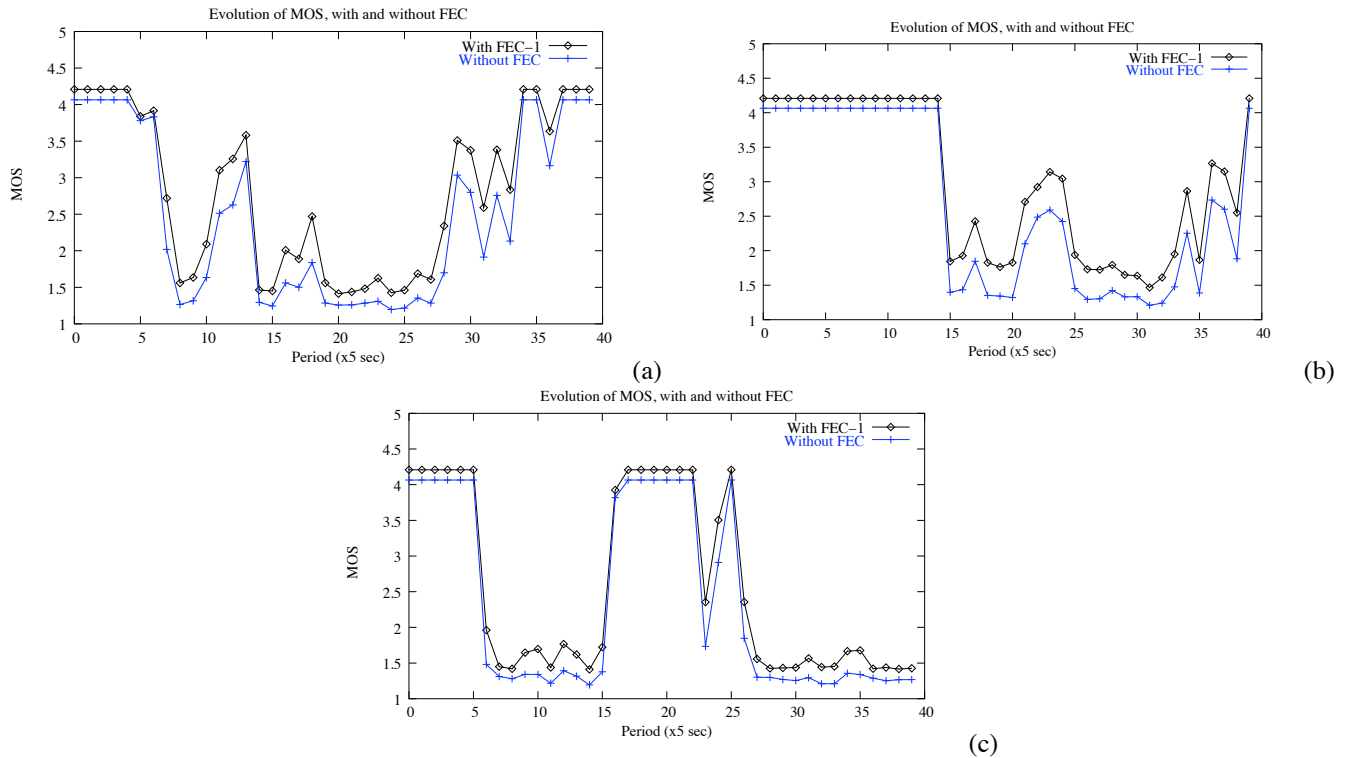 Evolution of MOS, with and without FEC
5
4.5
4
3.5
3
2.5
2
1.5
1
MOS
With FEC-1
Without FEC
0 5 10 15 20 25 30 35 40
Period (x5 sec)
(a)
Evolution of MOS, with and without FEC
5
4.5
4
3.5
3
2.5
2
1.5
1
MOS
With FEC-1
Without FEC
0 5 10 15 20 25 30 35 40
Period (x5 sec)
(b)
Evolution of MOS, with and without FEC
5
4.5
4
3.5
3
2.5
2
1.5
1
MOS
With FEC-1
Without FEC
0 5 10 15 20 25 30 35 40
Period (x5 sec)
(c)